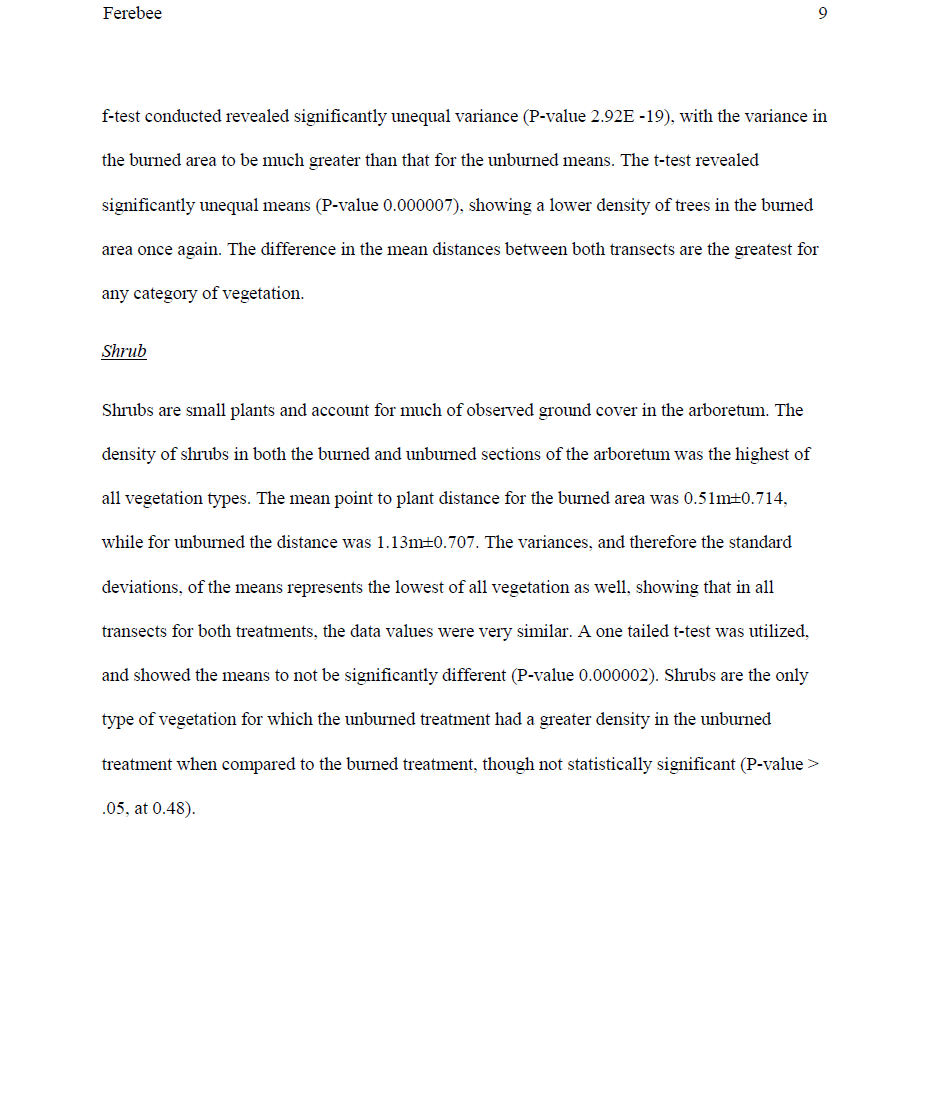 Ferebee 9
f-test conducted revealed significantly unequal variance (P-value 2.92E -19), with the variance in
the burned area to be much greater than that for the unburned means. The t-test revealed
significantly unequal means (P-value 0.000007), showing a lower density of trees in the burned
area once again. The difference in the mean distances between both transects are the greatest for
any category of vegetation.
Shrub
Shrubs are small plants and account for much of observed ground cover in the arboretum. The
density of shrubs in both the burned and unburned sections of the arboretum was the highest of
all vegetation types. The mean point to plant distance for the burned area was 0.51m±0.714,
while for unburned the distance was 1.13m±0.707. The variances, and therefore the standard
deviations, of the means represents the lowest of all vegetation as well, showing that in all
transects for both treatments, the data values were very similar. A one tailed t-test was utilized,
and showed the means to not be significantly different (P-value 0.000002). Shrubs are the only
type of vegetation for which the unburned treatment had a greater density in the unburned
treatment when compared to the burned treatment, though not statistically significant (P-value >
.05, at 0.48).